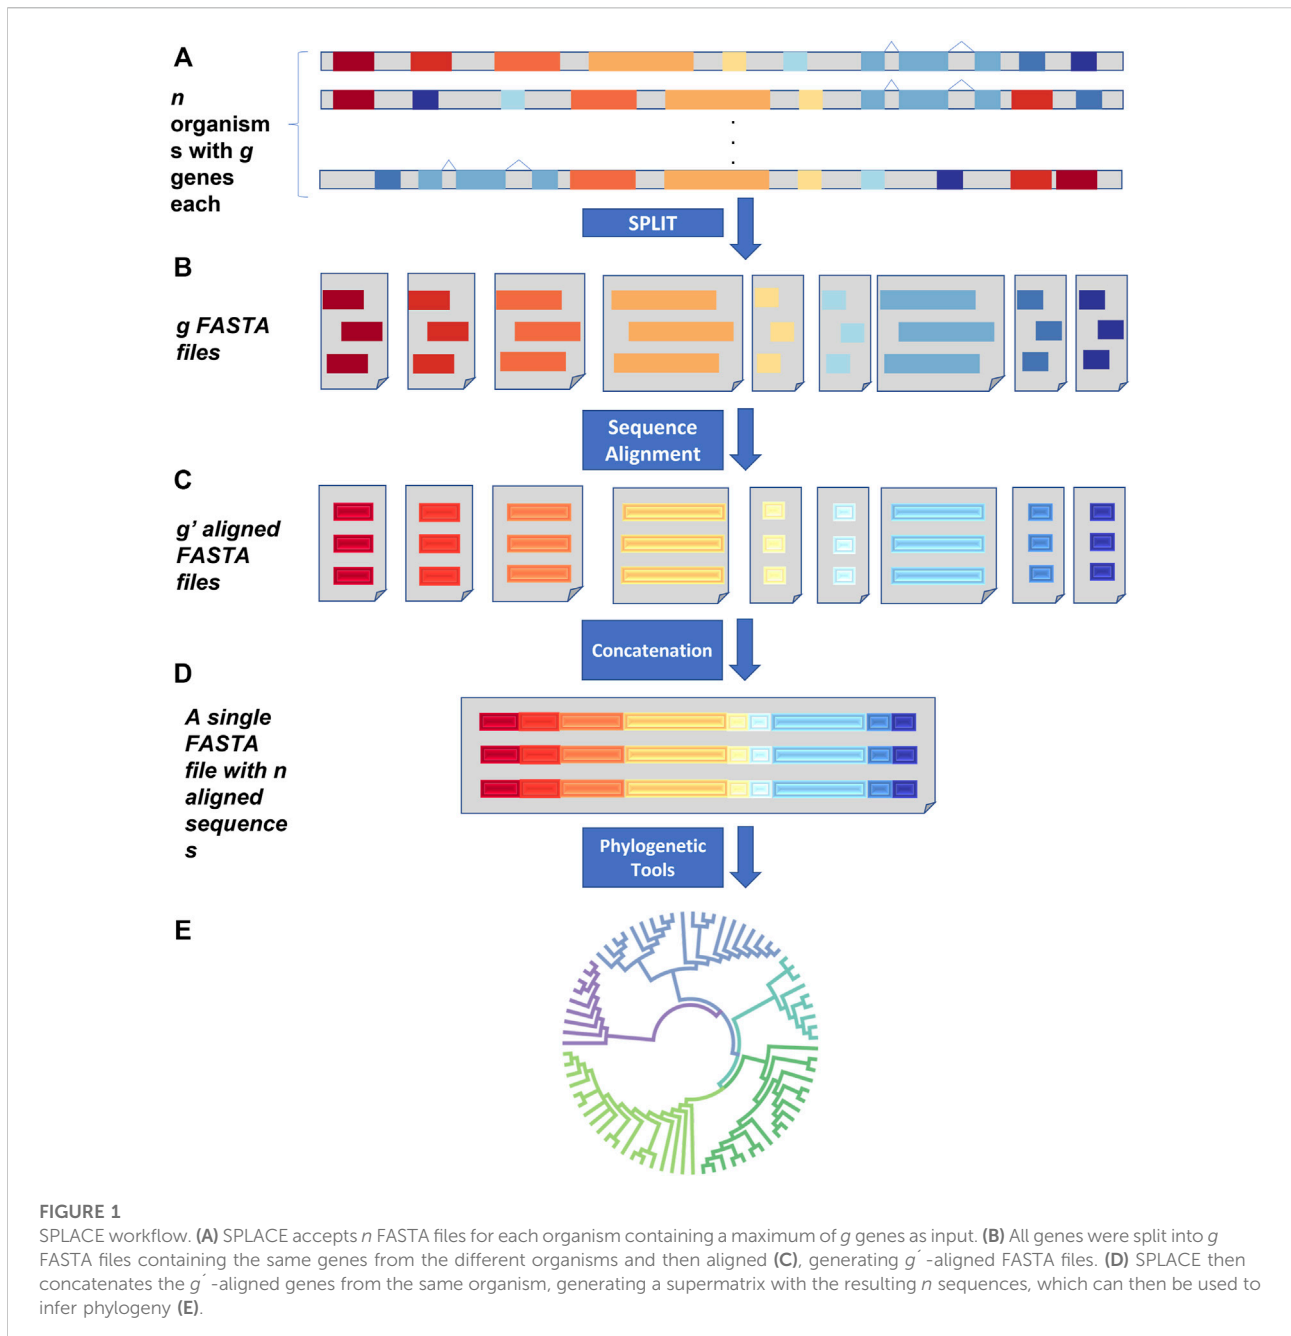 A
n
organism
s with g
genes
each
.
.
.
SPLIT
B
g FASTA
files
Sequence
Alignment
C
g' aligned
FASTA
files
Concatenation
D
A single
FASTA
file with n
aligned
sequence
s
Phylogenetic
Tools
E
FIGURE 1
SPLACE workflow. (A) SPLACE accepts n FASTA files for each organism containing a maximum of g genes as input. (B) All genes were split into g
FASTA files containing the same genes from the different organisms and then aligned (C), generating g´ -aligned FASTA files. (D) SPLACE then
concatenates the g´ -aligned genes from the same organism, generating a supermatrix with the resulting n sequences, which can then be used to
infer phylogeny (E).